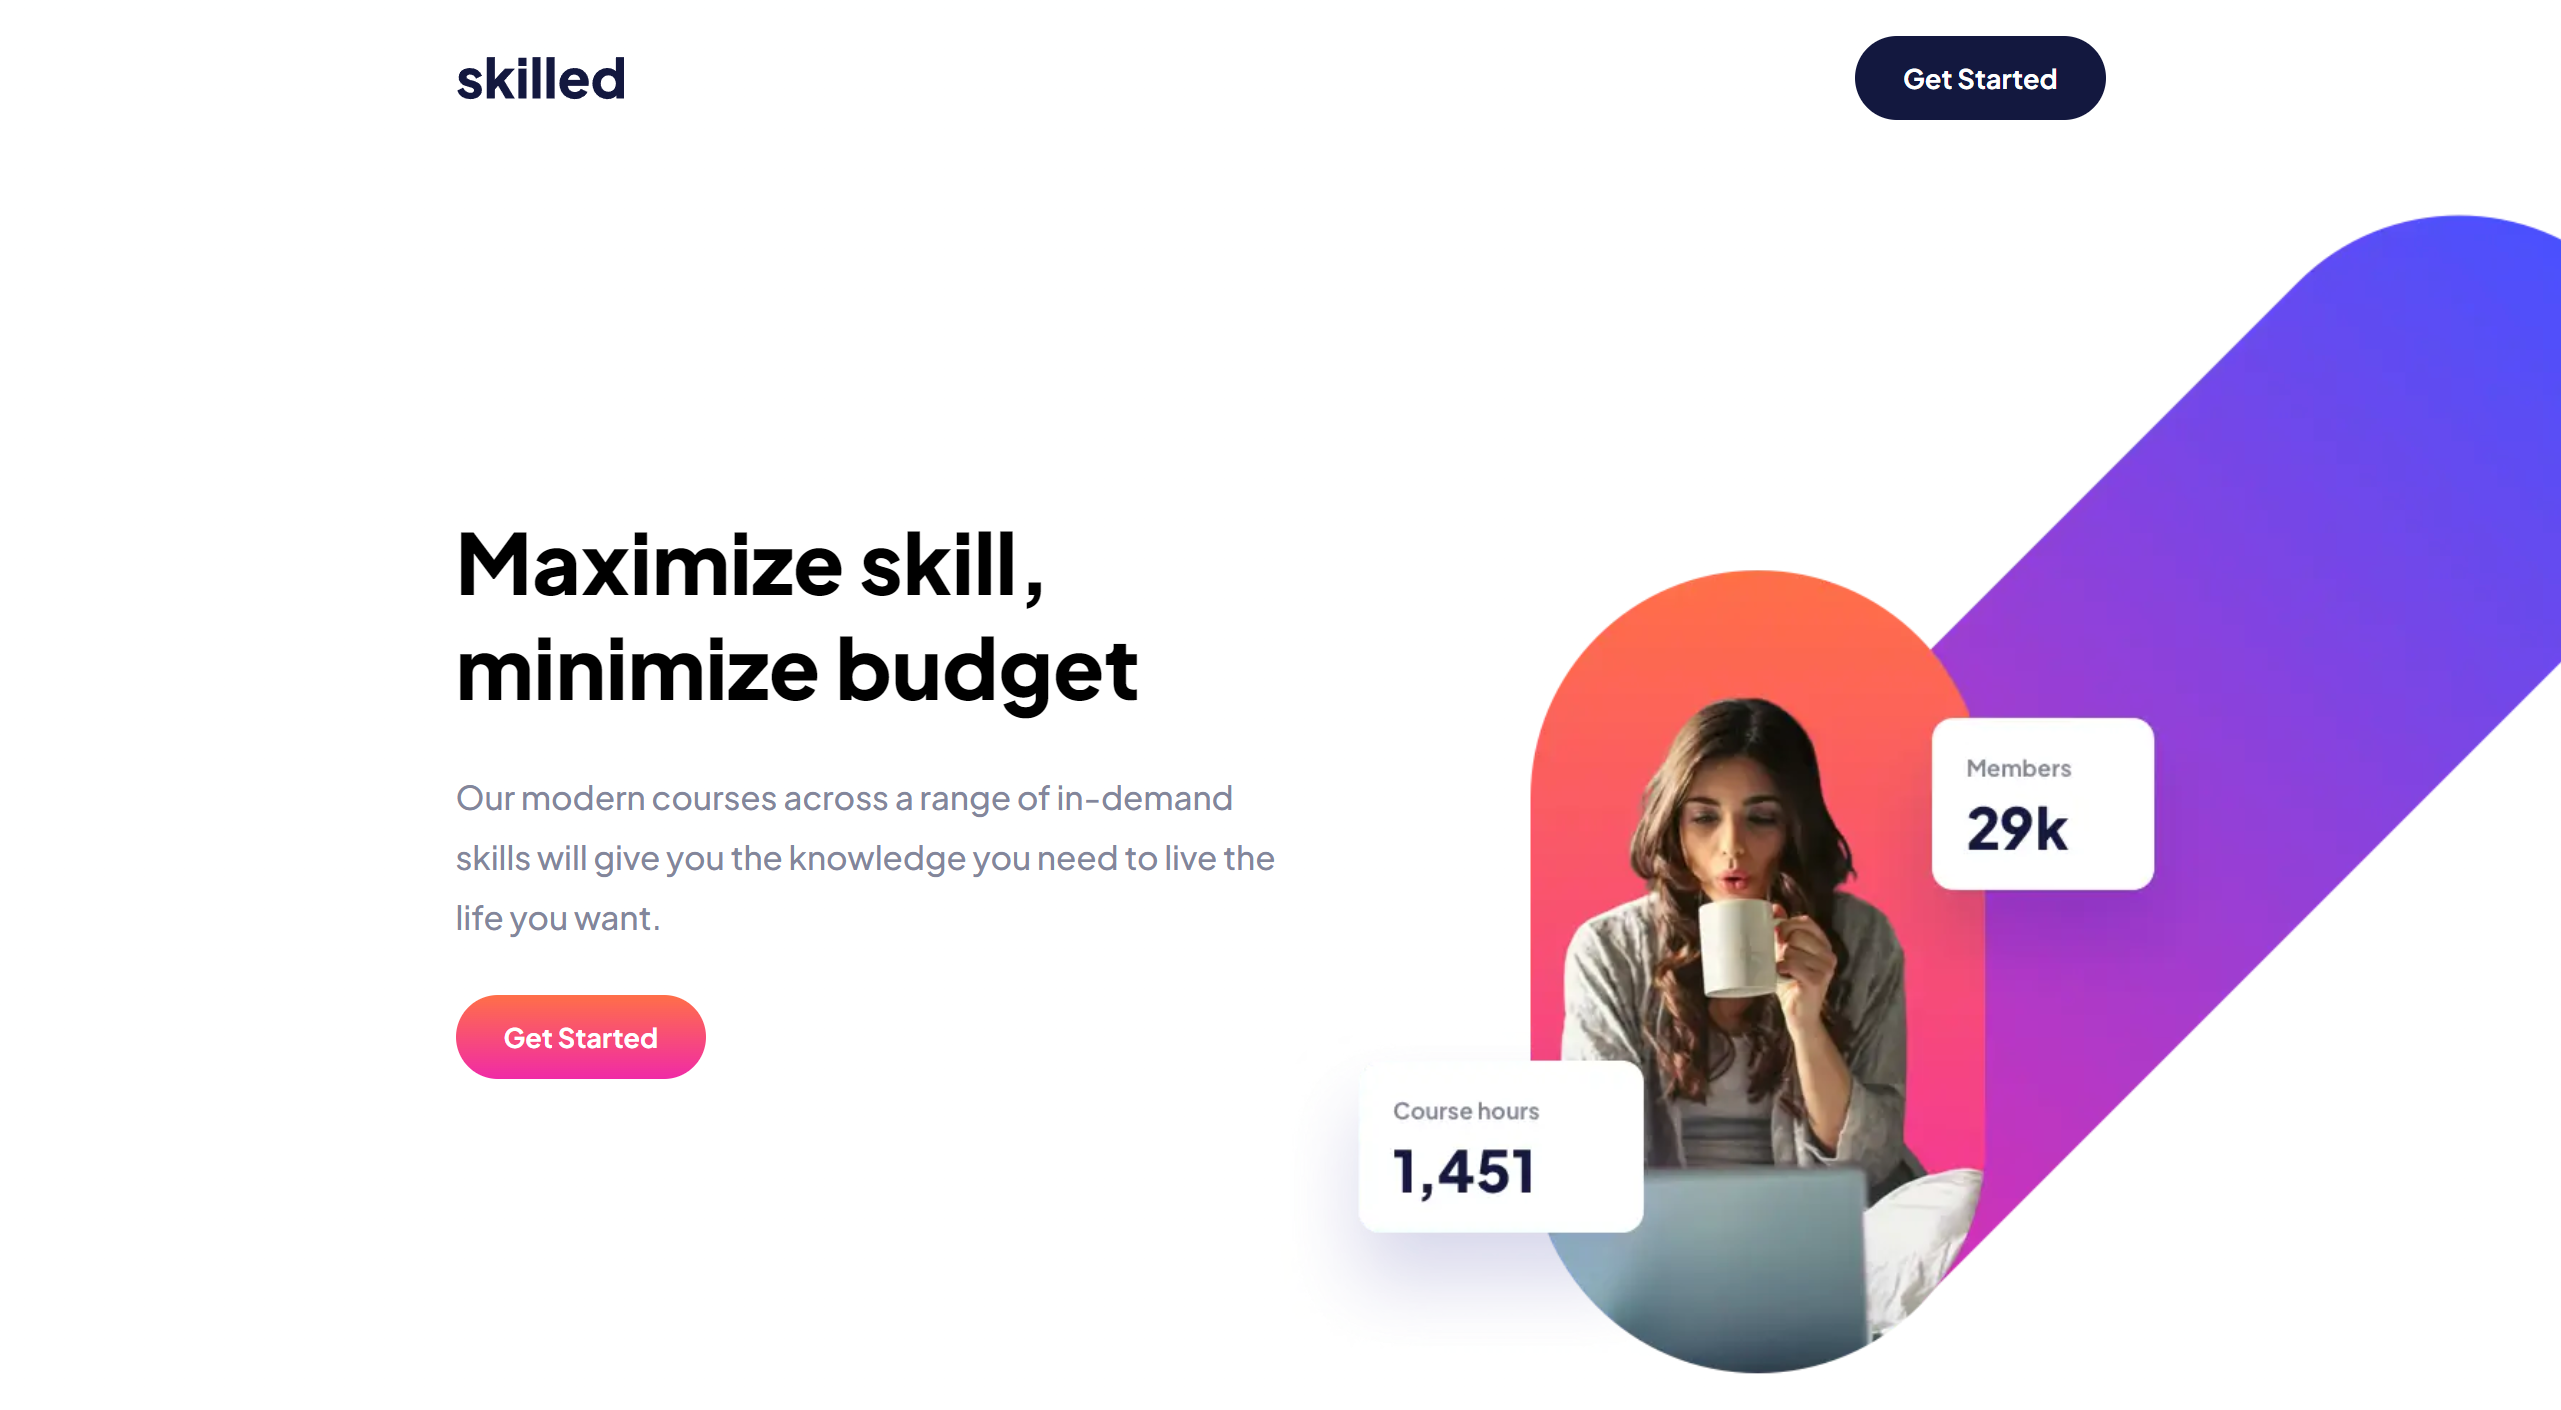 skilled
Get Started
Maximize skill,
minimize budget
Our modern courses across a range of in-demand
skills will give you the knowledge you need to live the
life you want.
Get Started
Members
29k
Course hours
1,451